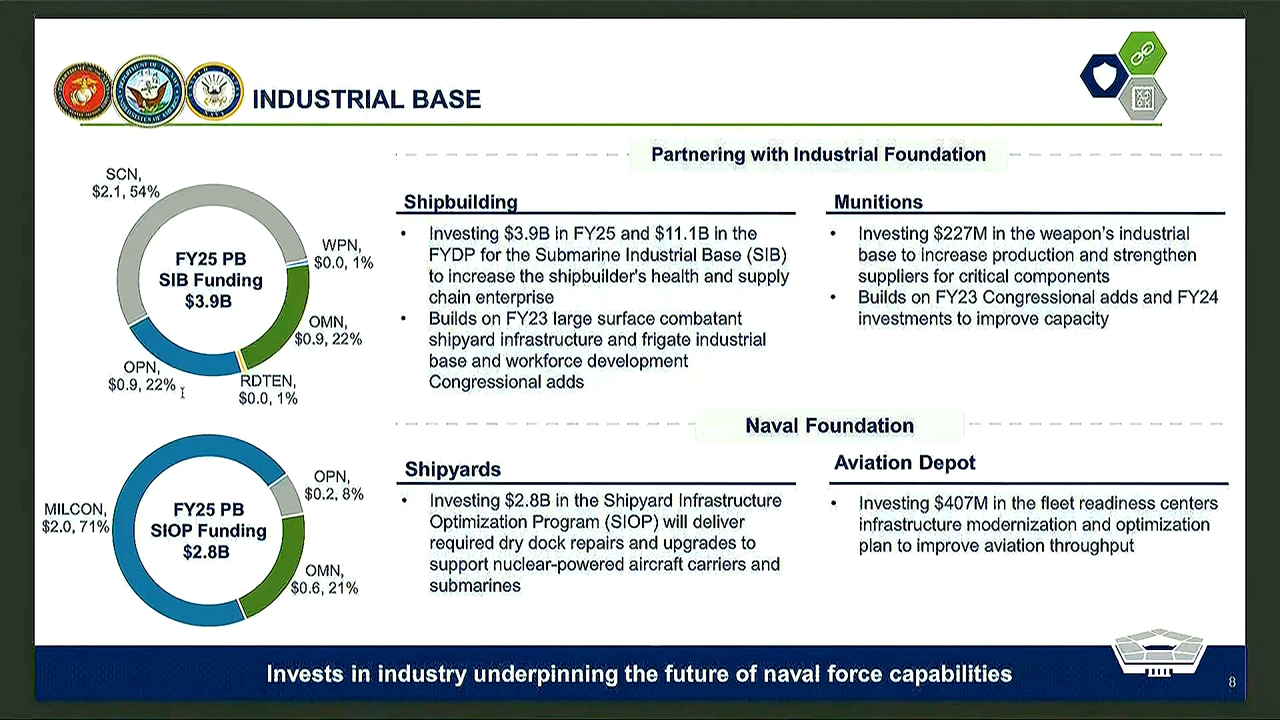 INDUSTRIAL BASE
SCN,
$2.1, 54%
WPN,
$0.0, 1%
OMN,
$0.9, 22%
RDTEN,
$0.0, 1%
OPN,
$0.9, 22%
FY25 PB
SIB Funding
$3.9B
OPN,
$0.2, 8%
MILCON,
$2.0, 71%
OMN,
$0.6, 21%
FY25 PB
SIOP Funding
$2.8B
Partnering with Industrial Foundation
Shipbuilding
• Investing $3.9B in FY25 and $11.1B in the
FYDP for the Submarine Industrial Base (SIB)
to increase the shipbuilder's health and supply
chain enterprise
• Builds on FY23 large surface combatant
shipyard infrastructure and frigate industrial
base and workforce development
Congressional adds
Munitions
• Investing $227M in the weapon's industrial
base to increase production and strengthen
suppliers for critical components
• Builds on FY23 Congressional adds and FY24
investments to improve capacity
Naval Foundation
Shipyards
• Investing $2.8B in the Shipyard Infrastructure
Optimization Program (SIOP) will deliver
required dry dock repairs and upgrades to
support nuclear-powered aircraft carriers and
submarines
Aviation Depot
• Investing $407M in the fleet readiness centers
infrastructure modernization and optimization
plan to improve aviation throughput
Invests in industry underpinning the future of naval force capabilities
8